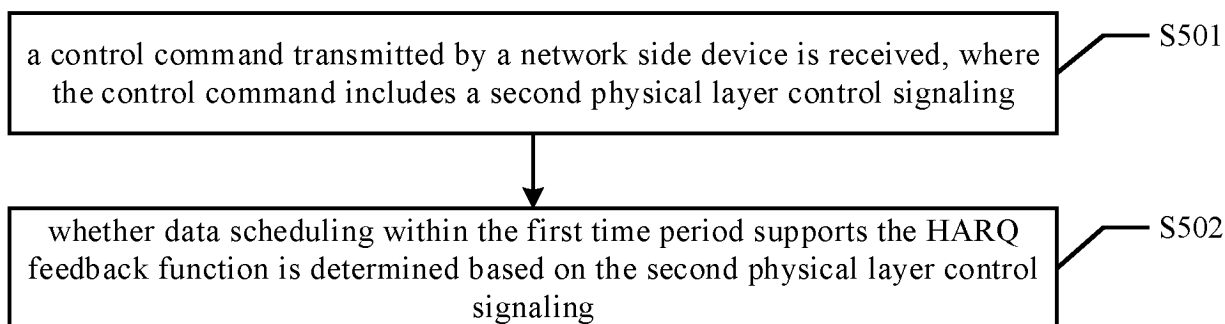 a control command transmitted by a network side device is received, where
the control command includes a second physical layer control signaling
S501
whether data scheduling within the first time period supports the HARQ
feedback function is determined based on the second physical layer control
signaling
S502